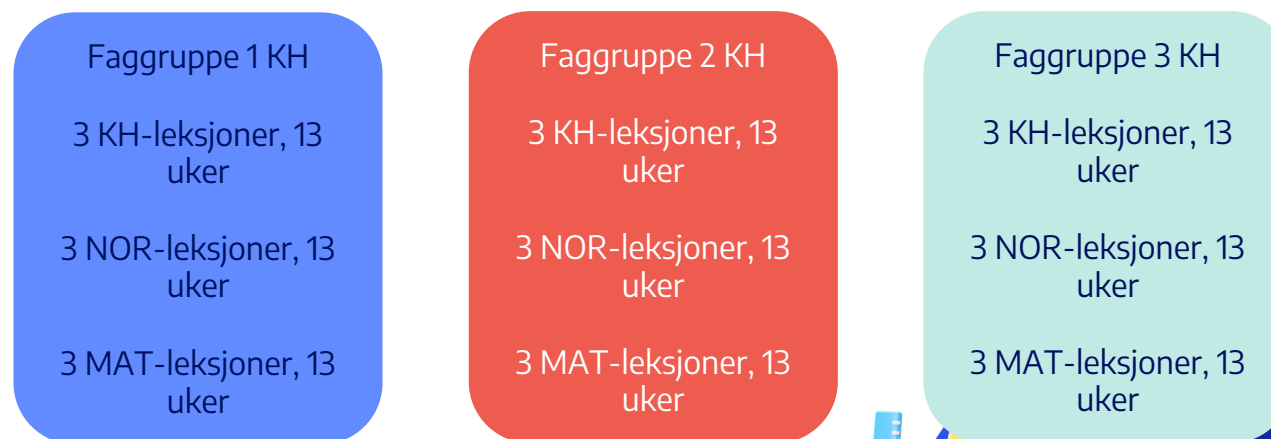 Faggruppe 1 KH
3 KH-leksjoner, 13
uker
3 NOR-leksjoner, 13
uker
3 MAT-leksjoner, 13
uker
Faggruppe 2 KH
3 KH-leksjoner, 13
uker
3 NOR-leksjoner, 13
uker
3 MAT-leksjoner, 13
uker
Faggruppe 3 KH
3 KH-leksjoner, 13
uker
3 NOR-leksjoner, 13
uker
3 MAT-leksjoner, 13
uker